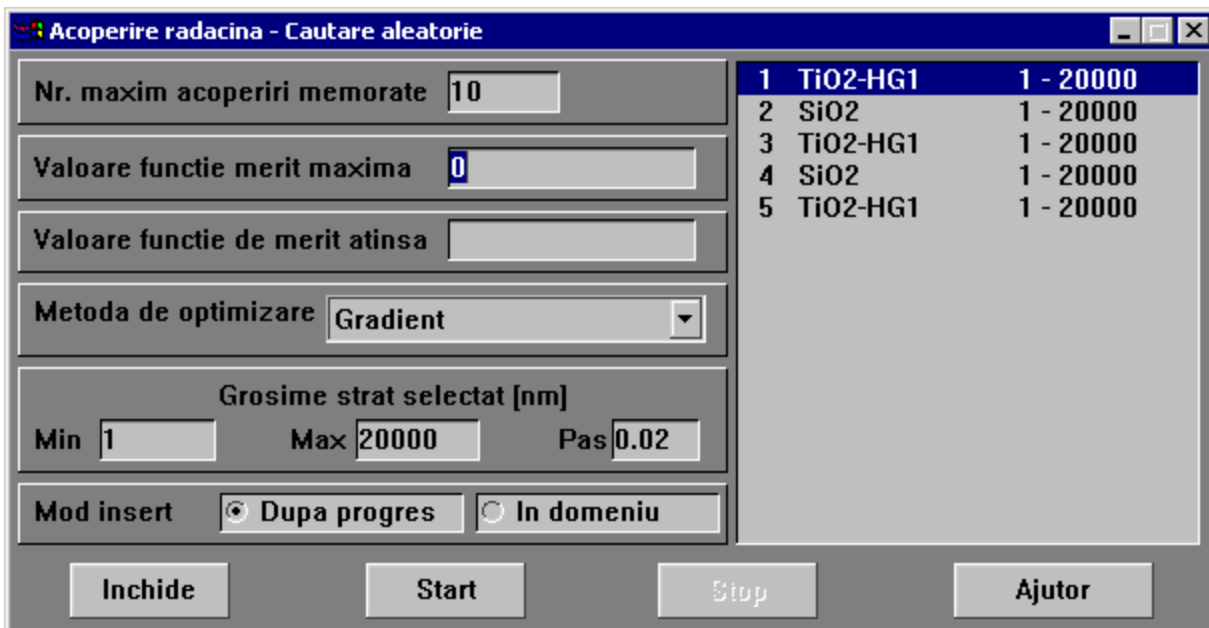 Acoperire radacina - Cautare aleatorie
Nr. maxim acoperiri memorate 10
Valoare functie merit maxima 0
Valoare functie de merit atinsa
Metoda de optimizare Gradient
Grosime strat selectat [nm]
Min 1 Max 20000 Pas 0.02
Mod insert Dupa progres In domeniu
1 TiO2-HG1 1 - 20000
2 SiO2 1 - 20000
3 TiO2-HG1 1 - 20000
4 SiO2 1 - 20000
5 TiO2-HG1 1 - 20000
Inchide Start Stop Ajutor